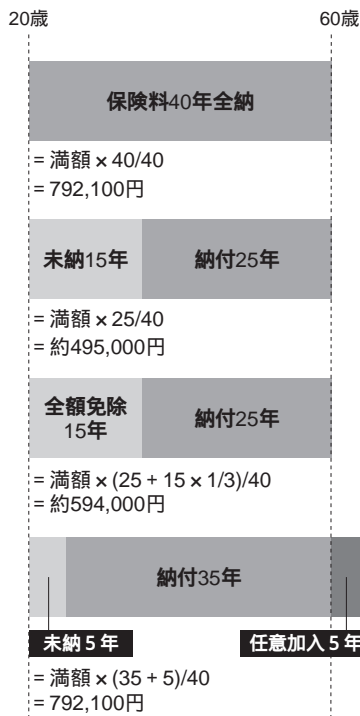 20歳 60歳
保険料40年全納
= 満額 × 40/40
= 792,100円
未納15年 納付25年
= 満額 × 25/40
= 約495,000円
全額免除
15年
納付25年
= 満額 × (25 + 15 × 1/3)/40
= 約594,000円
納付35年
未納 5 年 任意加入 5 年
= 満額 × (35 + 5)/40
= 792,100円